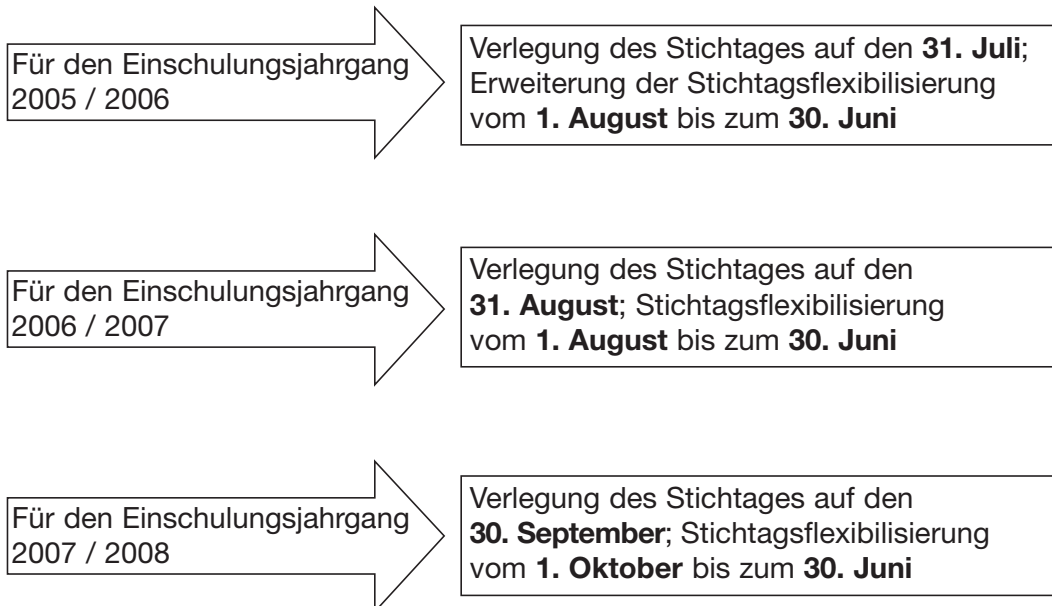 Für den Einschulungsjahrgang
2005 / 2006
Verlegung des Stichtages auf den 31. Juli;
Erweiterung der Stichtagsflexibilisierung
vom 1. August bis zum 30. Juni
Für den Einschulungsjahrgang
2006 / 2007
Verlegung des Stichtages auf den
31. August; Stichtagsflexibilisierung
vom 1. August bis zum 30. Juni
Für den Einschulungsjahrgang
2007 / 2008
Verlegung des Stichtages auf den
30. September; Stichtagsflexibilisierung
vom 1. Oktober bis zum 30. Juni